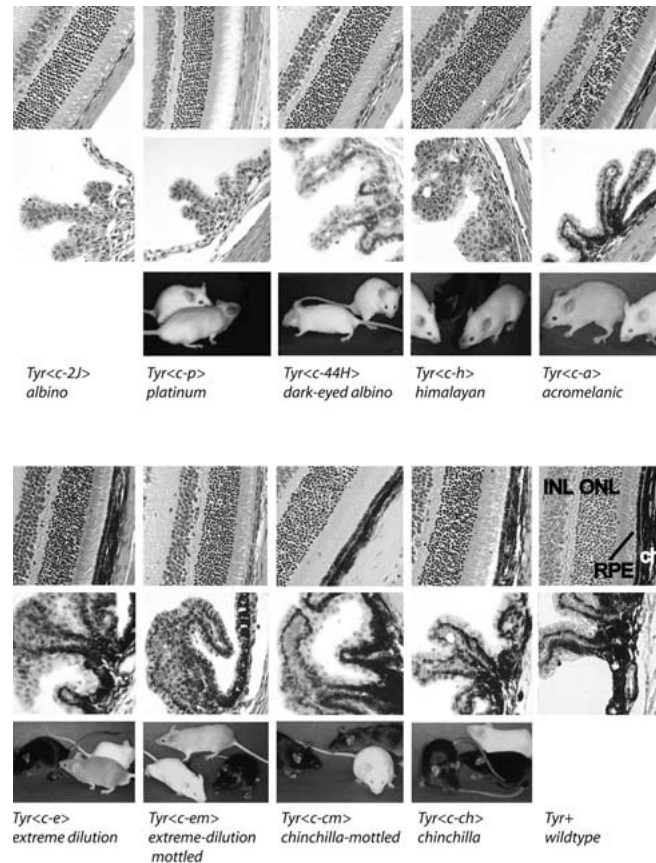 Tyr<c-2J>
albino
Tyr<c-p>
platinum
Tyr<c-44H>
dark-eyed albino
Tyr<c-h>
himalayan
Tyr<c-a>
acromelanic
INL ONL
RPE
ch
Tyr<c-e>
extreme dilution
Tyr<c-em>
extreme-dilution
mottled
Tyr<c-cm>
chinchilla-mottled
Tyr<c-ch>
chinchilla
Tyr+
wildtype